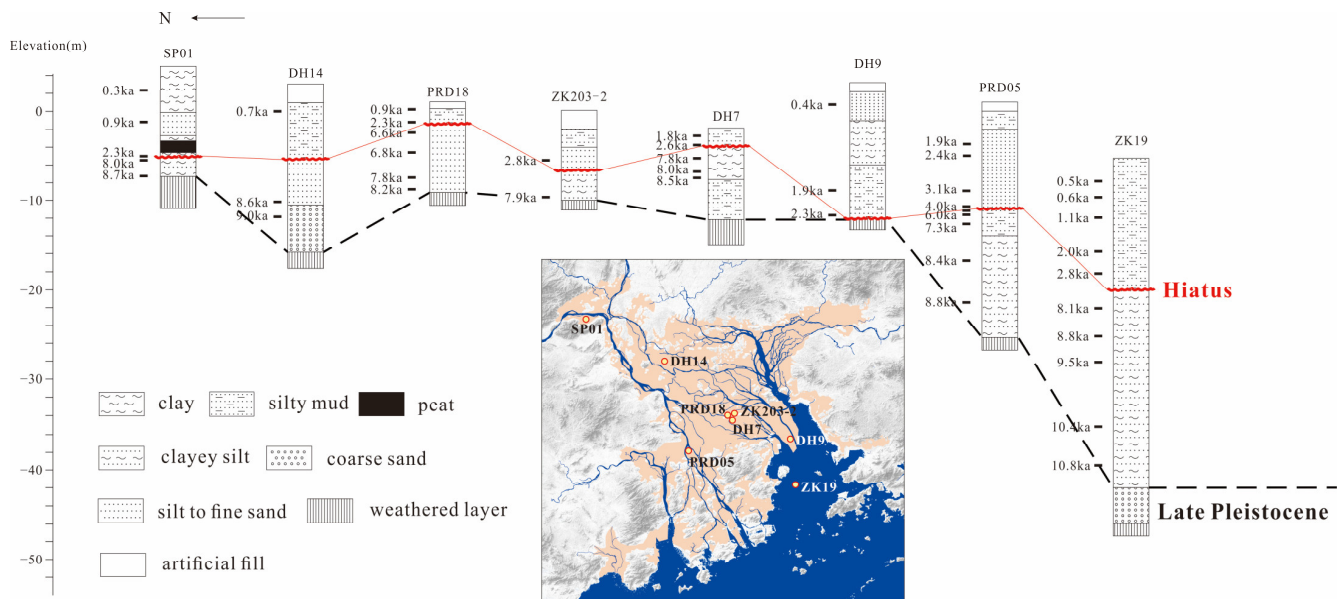 N
Elevation(m)
0
-10
-20
-30
-40
-50
SP01
0.3ka
0.9ka
2.3ka
8.0ka
8.7ka
DH14
0.7ka
8.6ka
9.0ka
PRD18
0.9ka
2.3ka
6.6ka
6.8ka
7.8ka
8.2ka
ZK203-2
2.8ka
7.9ka
DH7
1.8ka
2.6ka
7.8ka
8.0ka
8.5ka
DH9
0.4ka
1.9ka
2.3ka
PRD05
1.9ka
2.4ka
3.1ka
4.0ka
6.0ka
7.3ka
8.4ka
8.8ka
ZK19
0.5ka
0.6ka
1.1ka
2.0ka
2.8ka
8.1ka
8.8ka
9.5ka
10.4ka
10.8ka
Hiatus
Late Pleistocene
clay
silty mud
pcat
clayey silt
coarse sand
silt to fine sand
weathered layer
artificial fill
SP01
DH14
PRD18
ZK203-2
DH7
DH9
PRD05
ZK19